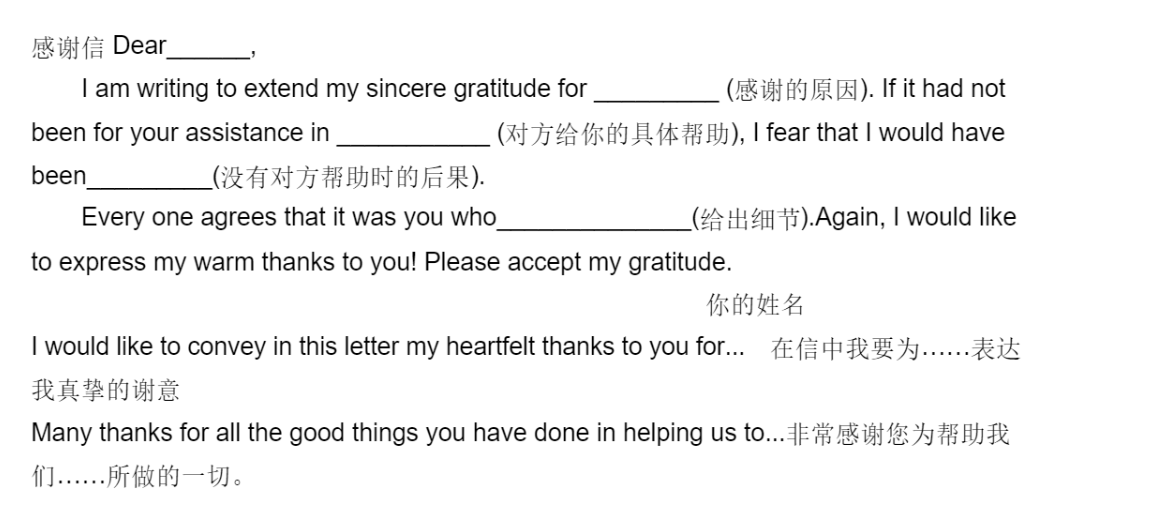 感谢信 Dear______,
I am writing to extend my sincere gratitude for _________ (感谢的原因). If it had not
been for your assistance in ___________ (对方给你的具体帮助), I fear that I would have
been_________(没有对方帮助时的后果).
Every one agrees that it was you who______________(给出细节).Again, I would like
to express my warm thanks to you! Please accept my gratitude.
你的姓名
I would like to convey in this letter my heartfelt thanks to you for... 在信中我要为……表达
我真挚的谢意
Many thanks for all the good things you have done in helping us to...非常感谢您为帮助我
们……所做的一切。